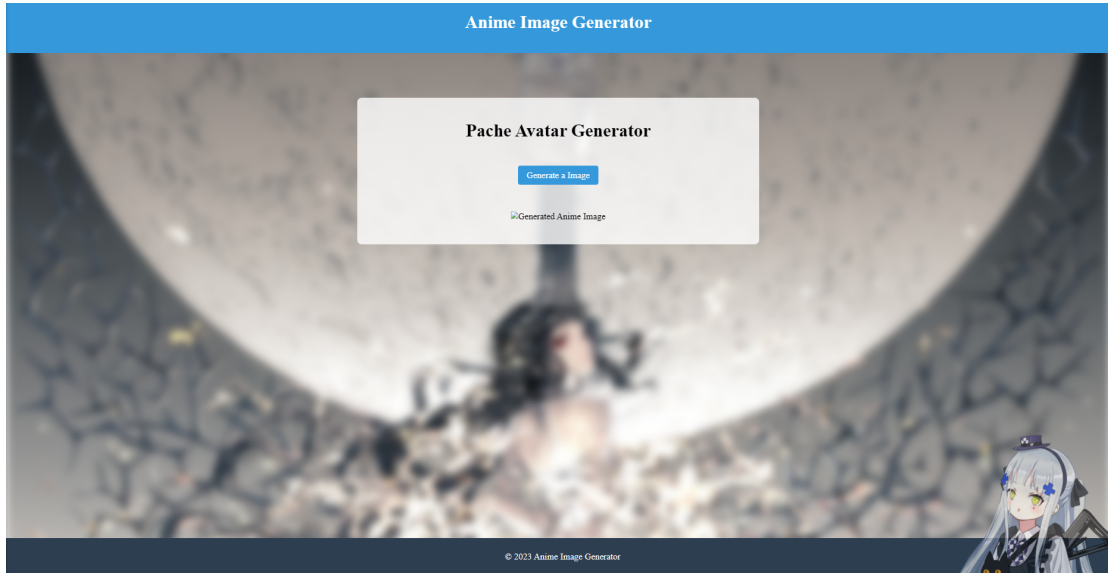 Anime Image Generator
Pache Avatar Generator
Generate a Image
Generated Anime Image
© 2023 Anime Image Generator